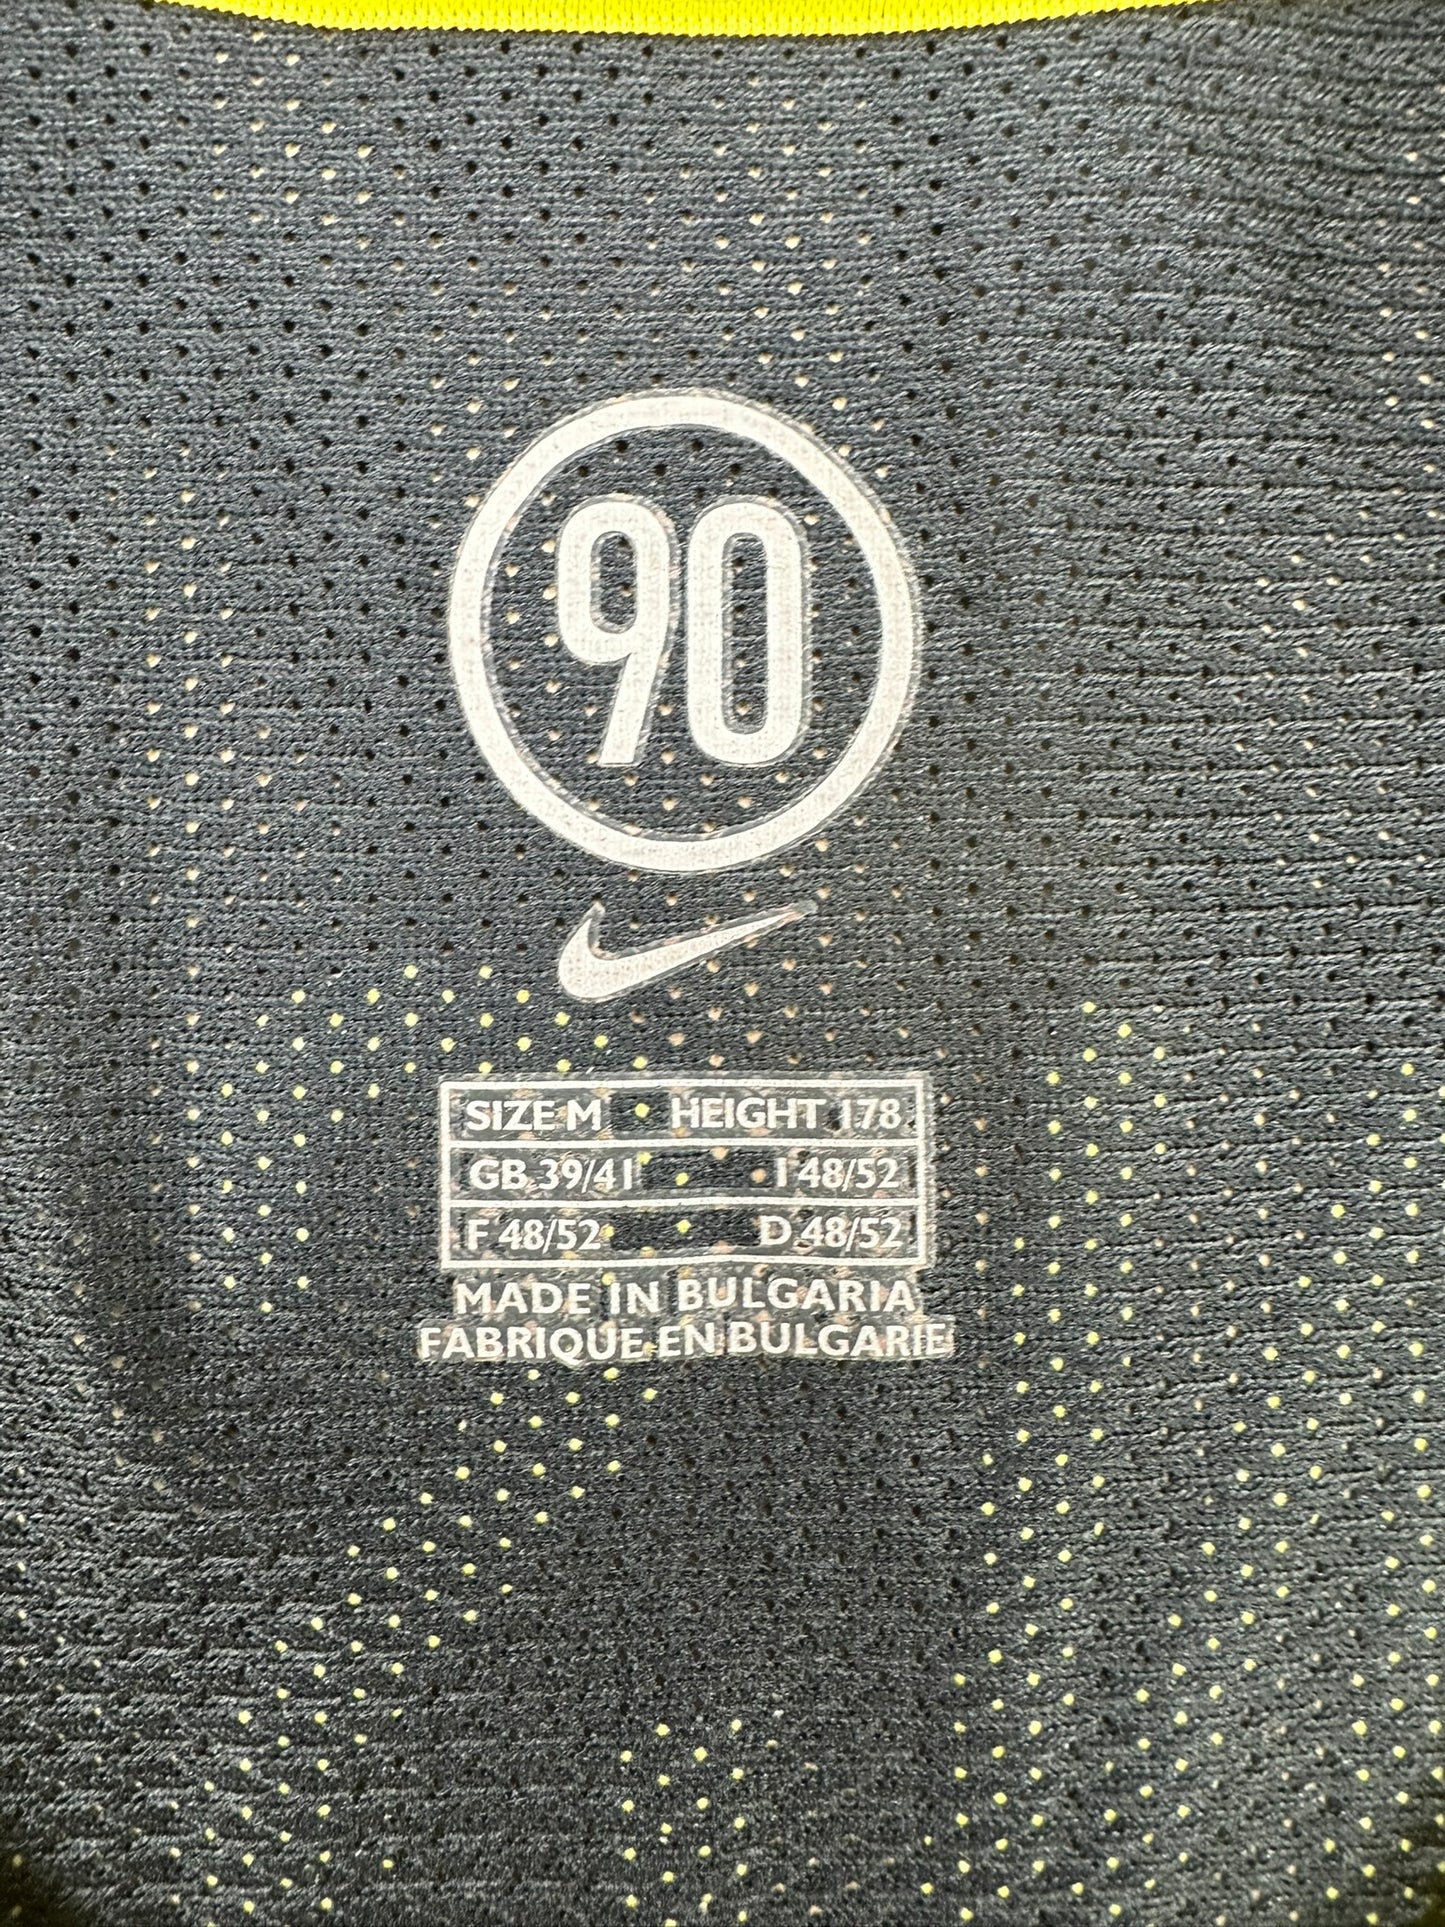 90
SIZE M HEIGHT 178
GB 39/41 I 48/52
F 48/52 D 48/52
MADE IN BULGARIA
FABRIQUE EN BULGARIE